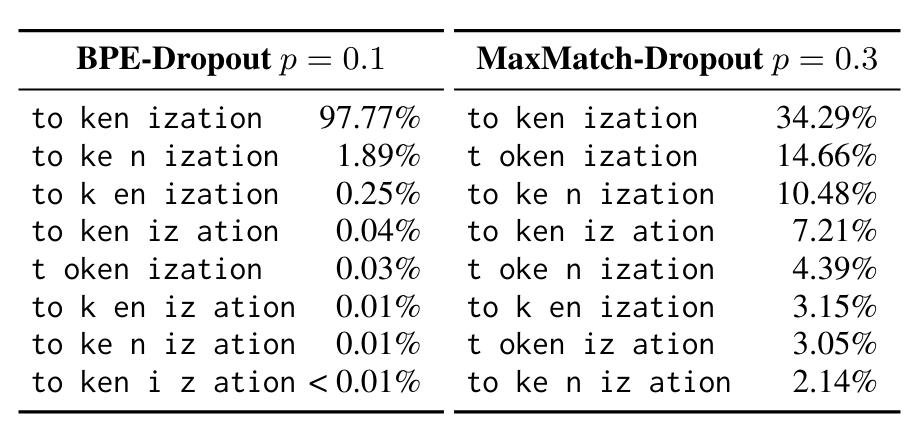 BPE-Dropout p = 0.1 MaxMatch-Dropout p = 0.3
to ken ization 97.77% to ken ization 34.29%
to ke n ization 1.89% t oken ization 14.66%
to k en ization 0.25% to ke n ization 10.48%
to ken iz ation 0.04% to ken iz ation 7.21%
t oken ization 0.03% t oke n ization 4.39%
to k en iz ation 0.01% to k en ization 3.15%
to ke n iz ation 0.01% t oken iz ation 3.05%
to ken i z ation < 0.01% to ke n iz ation 2.14%